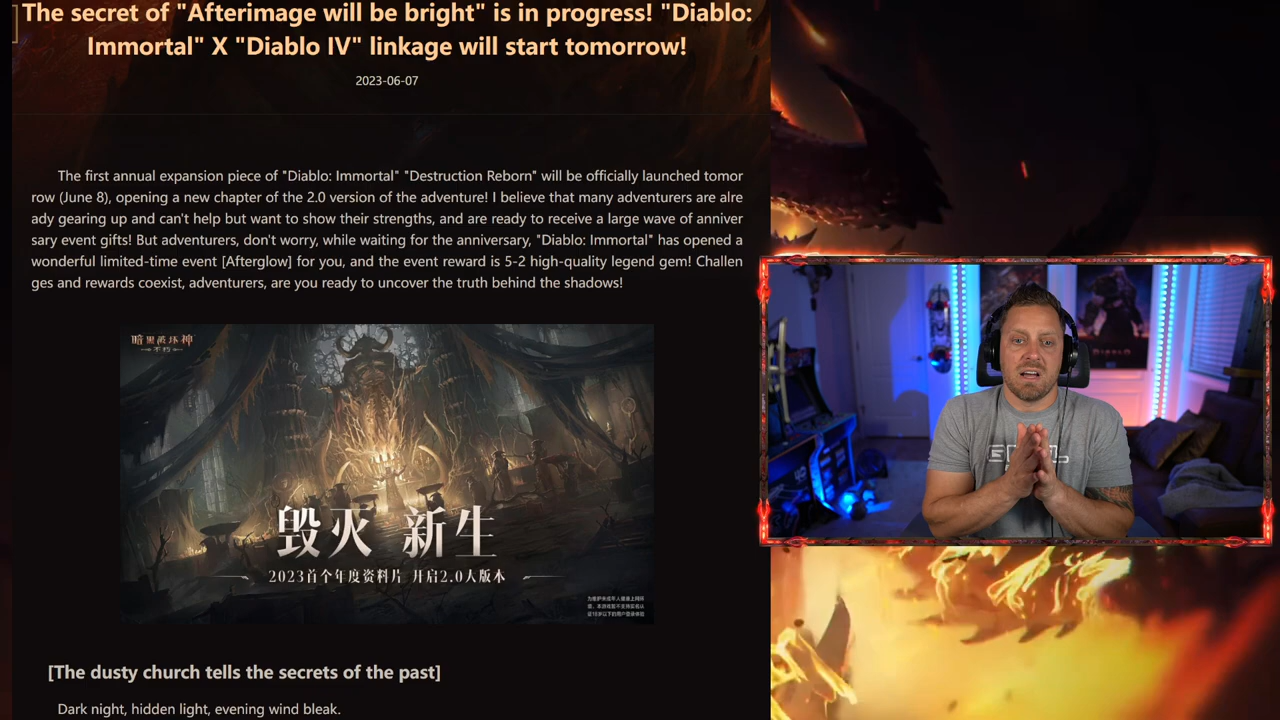 The secret of "Afterimage will be bright" is in progress! "Diablo:
Immortal" X "Diablo IV" linkage will start tomorrow!
2023-06-07
The first annual expansion piece of "Diablo: Immortal" "Destruction Reborn" will be officially launched tomor
row (June 8), opening a new chapter of the 2.0 version of the adventure! I believe that many adventurers are alre
ady gearing up and can't help but want to show their strengths, and are ready to receive a large wave of anniver
sary event gifts! But adventurers, don't worry, while waiting for the anniversary, "Diablo: Immortal" has opened a
wonderful limited-time event [Afterglow] for you, and the event reward is 5-2 high-quality legend gem! Challen
ges and rewards coexist, adventurers, are you ready to uncover the truth behind the shadows!
暗黑破坏神
不朽
毁灭 新生
2023首个年度资料片 开启2.0大版本
[The dusty church tells the secrets of the past]
Dark night, hidden light, evening wind bleak.
DIABLO